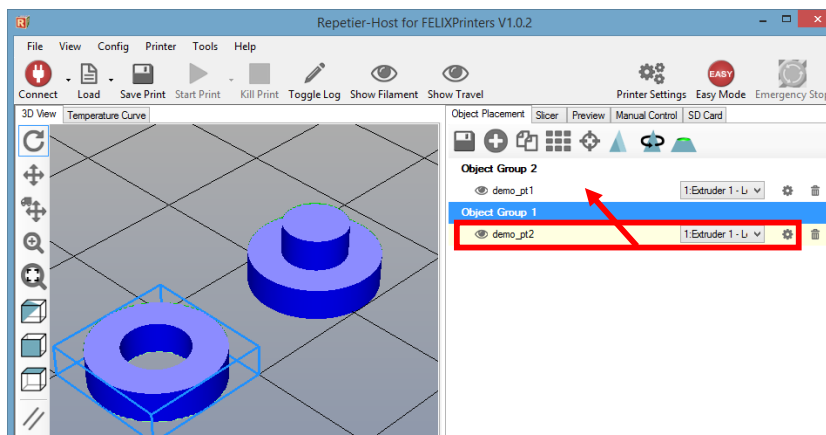 Repetier-Host for FELIXPrinters V1.0.2
File View Config Printer Tools Help
Connect Load Save Print Start Print Kill Print Toggle Log Show Filament Show Travel Printer Settings Easy Mode Emergency Stop
EASY
3D View Temperature Curve
Object Placement Slicer Preview Manual Control SD Card
Object Group 2
demo_pt1 1:Extruder 1 - L
Object Group 1
demo_pt2 1:Extruder 1 - L